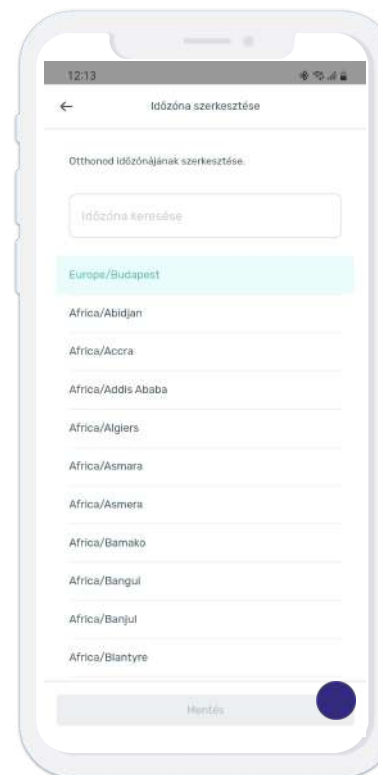 12:13
Időzóna szerkesztése
Otthonod időzónájának szerkesztése.
Időzóna keresése
Europe/Budapest
Africa/Abidjan
Africa/Accra
Africa/Addis Ababa
Africa/Algiers
Africa/Asmara
Africa/Asmera
Africa/Bamako
Africa/Bangui
Africa/Banjul
Africa/Blantyre
Mentés